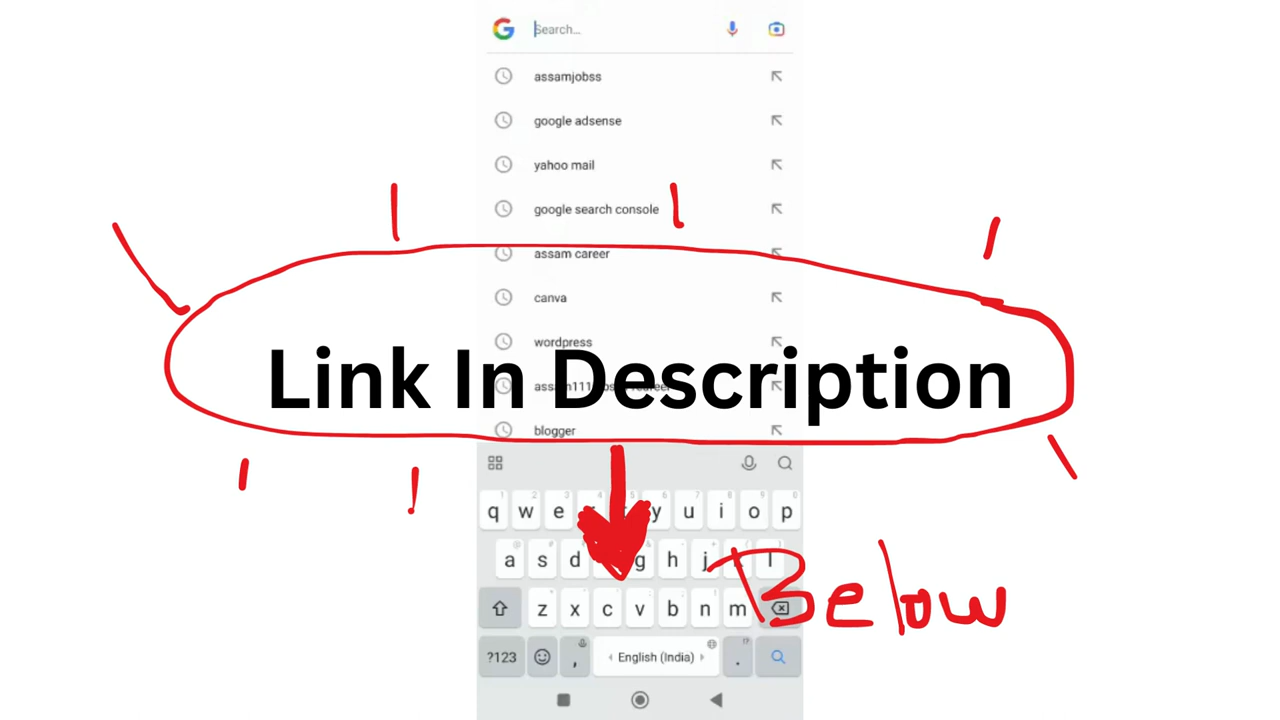 Search...
assamjobss
google adsense
yahoo mail
google search console
assam career
canva
wordpress
Link In Description
blogger
q w e y u i o p
a s d g h j l
z x c v b n m
Below
?123 , English (India) .